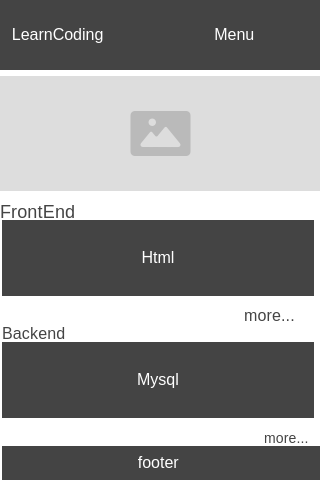 LearnCoding Menu
FrontEnd
Html
more...
Backend
Mysql
more...
footer